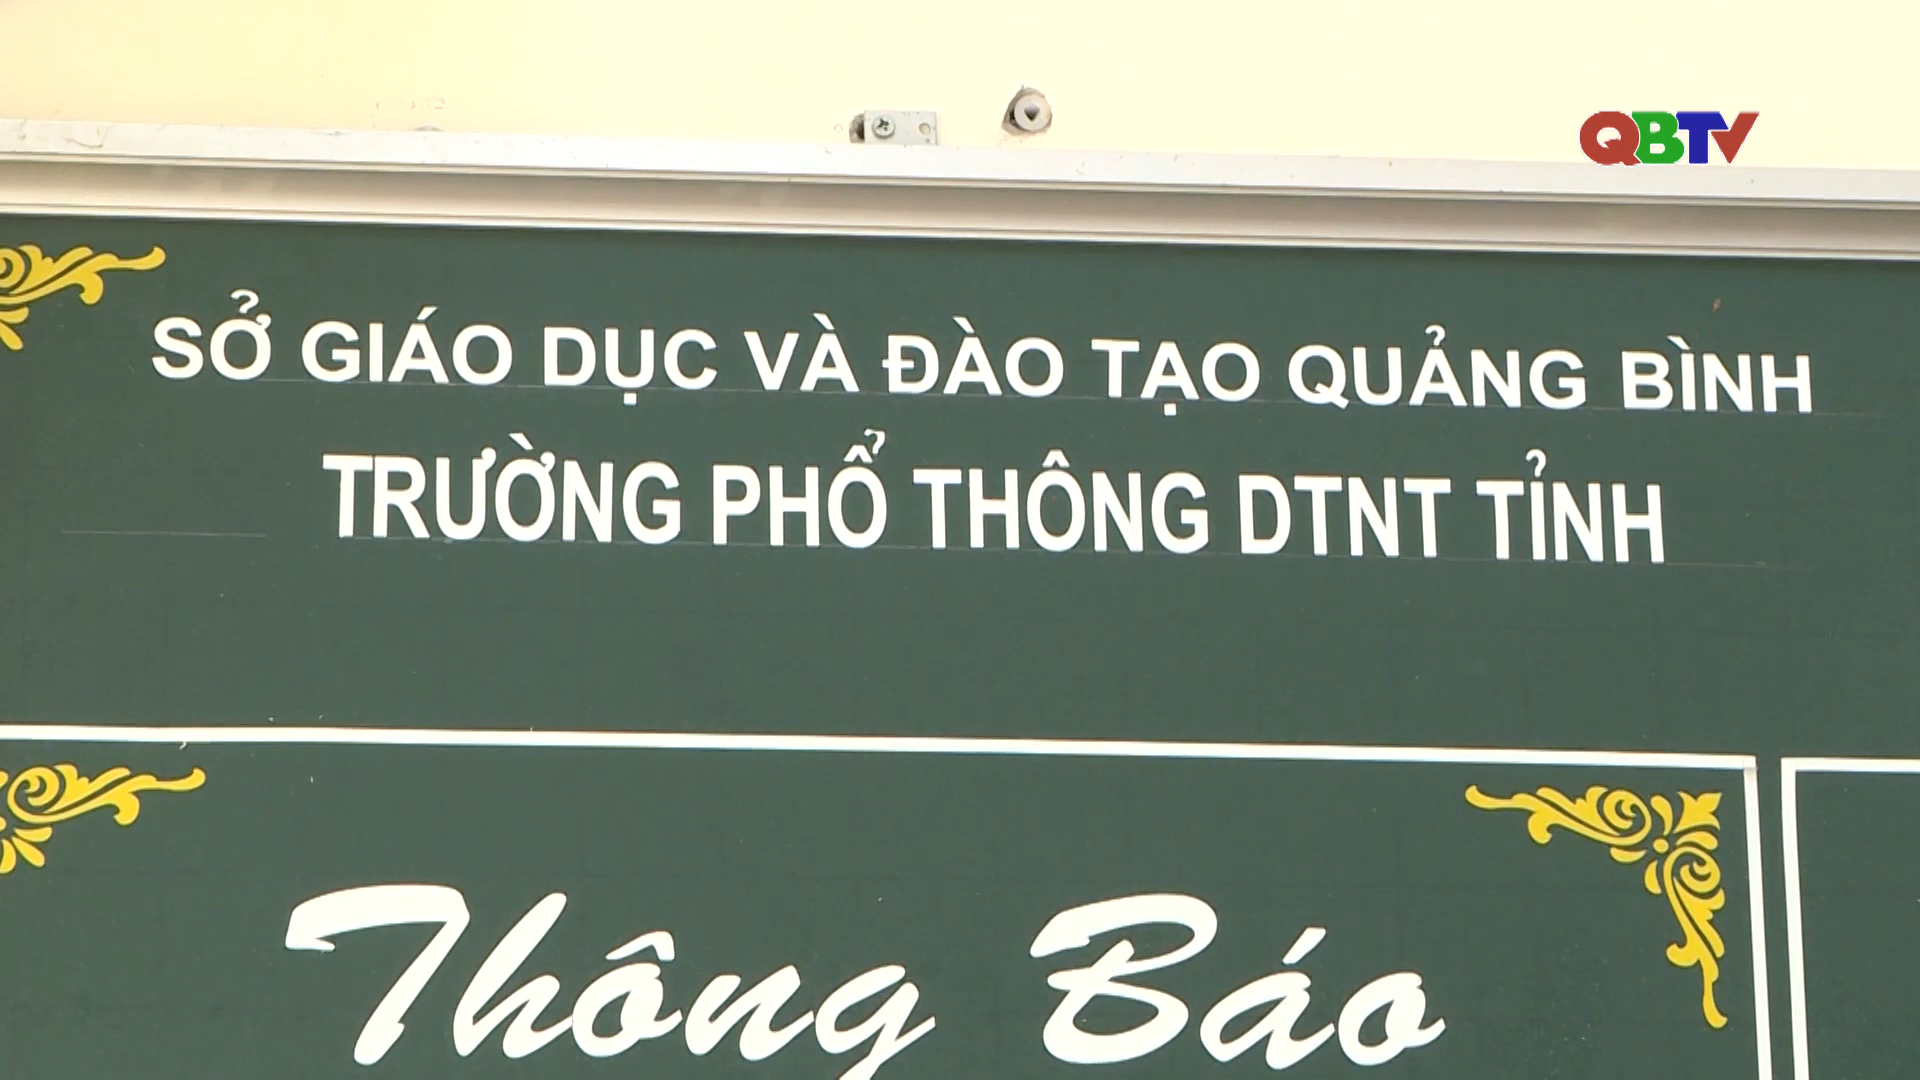 QBTV
SỞ GIÁO DỤC VÀ ĐÀO TẠO QUẢNG BÌNH
TRƯỜNG PHỔ THÔNG DTNT TỈNH
Thông Báo